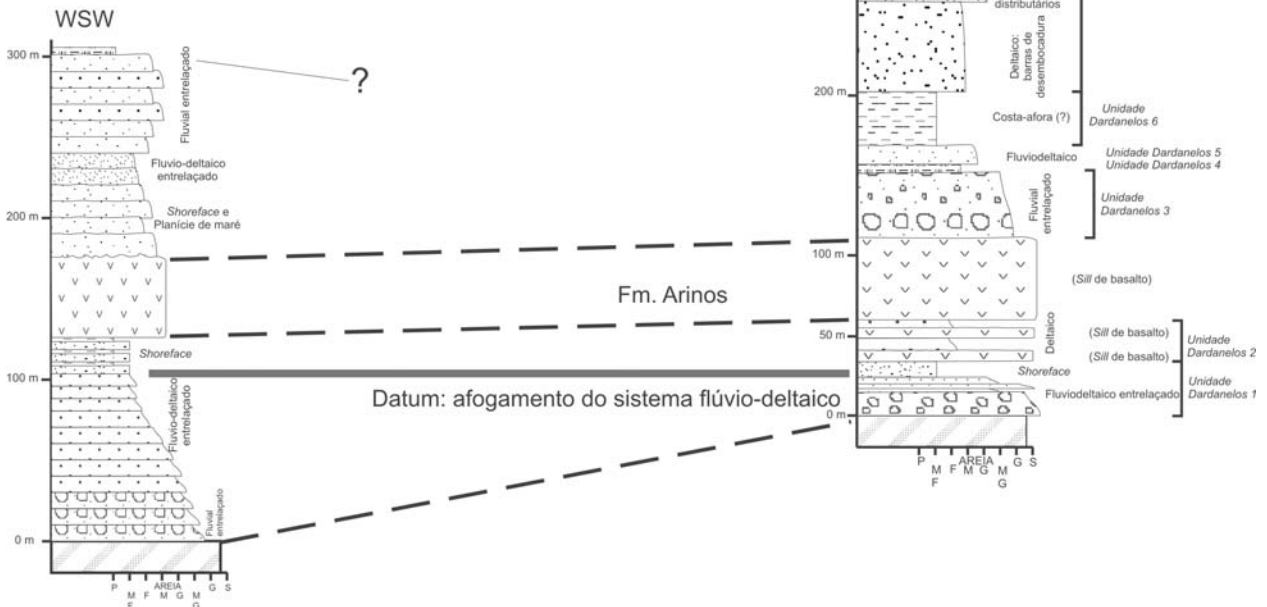 WSW
300 m
200 m
100 m
0 m
?
Fluvial entrelaçado
Fluvio-deltaico
entrelaçado
Shoreface e
Planície de maré
Shoreface
Fluvio-deltaico
entrelaçado
Fluvial
entrelaçado
P
M
F
F
AREIA
M
G
M
G
G
S
Fm. Arinos
Datum: afogamento do sistema flúvio-deltaico
distributários
Deltaico:
barras de
desembocadura
200 m
Costa-afora (?)
Unidade
Dardanelos 6
Fluviodeltaico
Unidade Dardanelos 5
Unidade Dardanelos 4
Fluvial
entrelaçado
Unidade
Dardanelos 3
100 m
(Sill de basalto)
50 m
Deltaico
(Sill de basalto)
Unidade
Dardanelos 2
(Sill de basalto)
Shoreface
Fluviodeltaico entrelaçado
Unidade
Dardanelos 1
0 m
P
M
F
F
AREIA
M
G
M
G
G
S